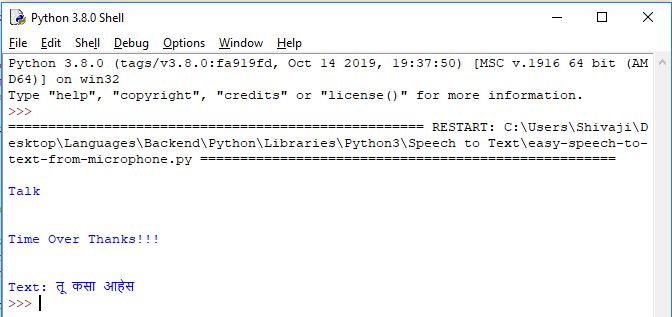 Python 3.8.0 Shell
File Edit Shell Debug Options Window Help
Python 3.8.0 (tags/v3.8.0:fa919fd, Oct 14 2019, 19:37:50) [MSC v.1916 64 bit (AM
D64)] on win32
Type "help", "copyright", "credits" or "license()" for more information.
>>>
==================================================== RESTART: C:\Users\Shivaji\D
esktop\Languages\Backend\Python\Libraries\Python3\Speech to Text\easy-speech-to-
text-from-microphone.py ====================================================
Talk
Time Over Thanks!!!
Text: तू कसा आहेस
>>>